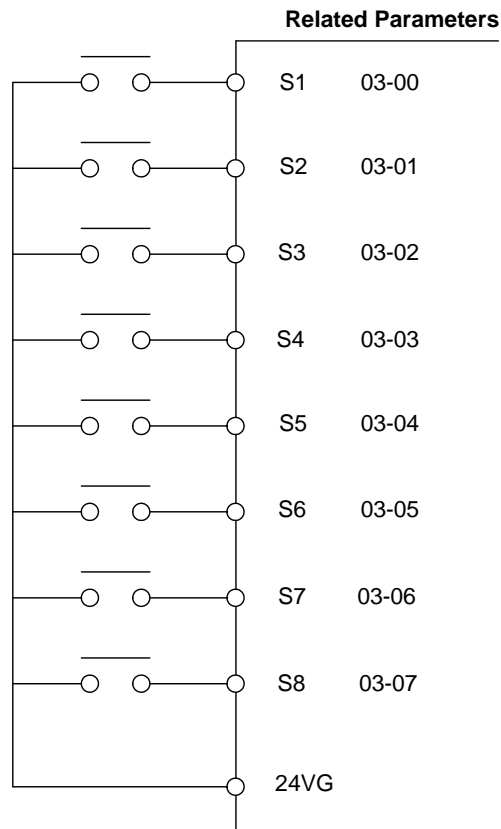 Related Parameters
S1 03-00
S2 03-01
S3 03-02
S4 03-03
S5 03-04
S6 03-05
S7 03-06
S8 03-07
24VG